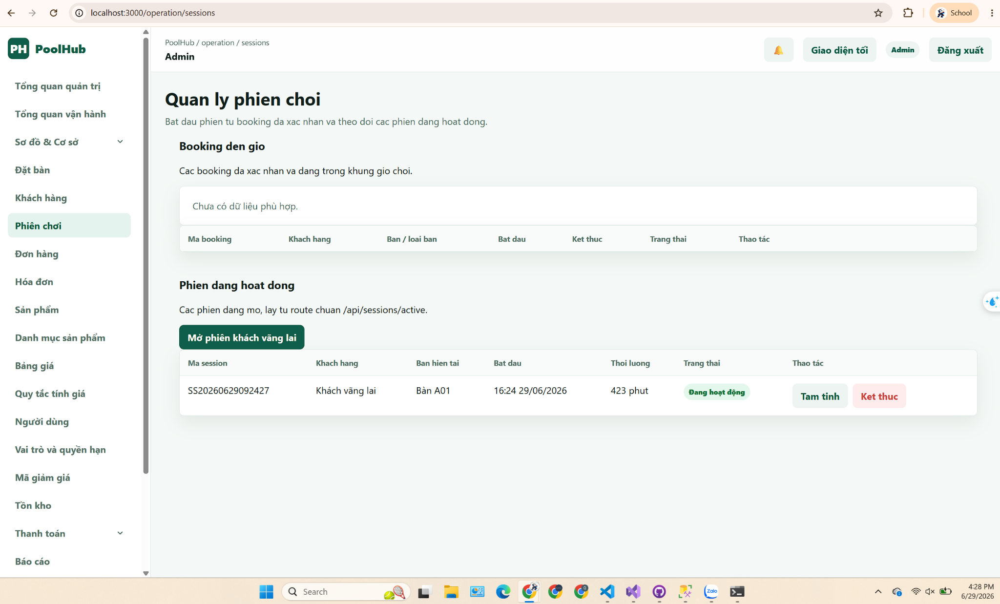 localhost:3000/operation/sessions
School
PH PoolHub
PoolHub / operation / sessions
Admin
Giao diện tối
Admin
Đăng xuất
Tổng quan quản trị
Tổng quan vận hành
Sơ đồ & Cơ sở
Đặt bàn
Khách hàng
Phiên chơi
Đơn hàng
Hóa đơn
Sản phẩm
Danh mục sản phẩm
Bảng giá
Quy tắc tính giá
Người dùng
Vai trò và quyền hạn
Mã giảm giá
Tồn kho
Thanh toán
Báo cáo
Quan ly phien choi
Bat dau phien tu booking da xac nhan va theo doi cac phien dang hoat dong.
Booking den gio
Cac booking da xac nhan va dang trong khung gio choi.
Chưa có dữ liệu phù hợp.
Ma booking Khach hang Ban / loai ban Bat dau Ket thuc Trang thai Thao tác
Phien dang hoat dong
Cac phien dang mo, lay tu route chuan /api/sessions/active.
Mở phiên khách vãng lai
Ma session Khach hang Ban hien tai Bat dau Thoi luong Trang thai Thao tác
SS20260629092427 Khách vãng lai Bàn A01 16:24 29/06/2026 423 phut Đang hoạt động Tam tinh Ket thuc
Search
Zalo
4:28 PM
6/29/2026